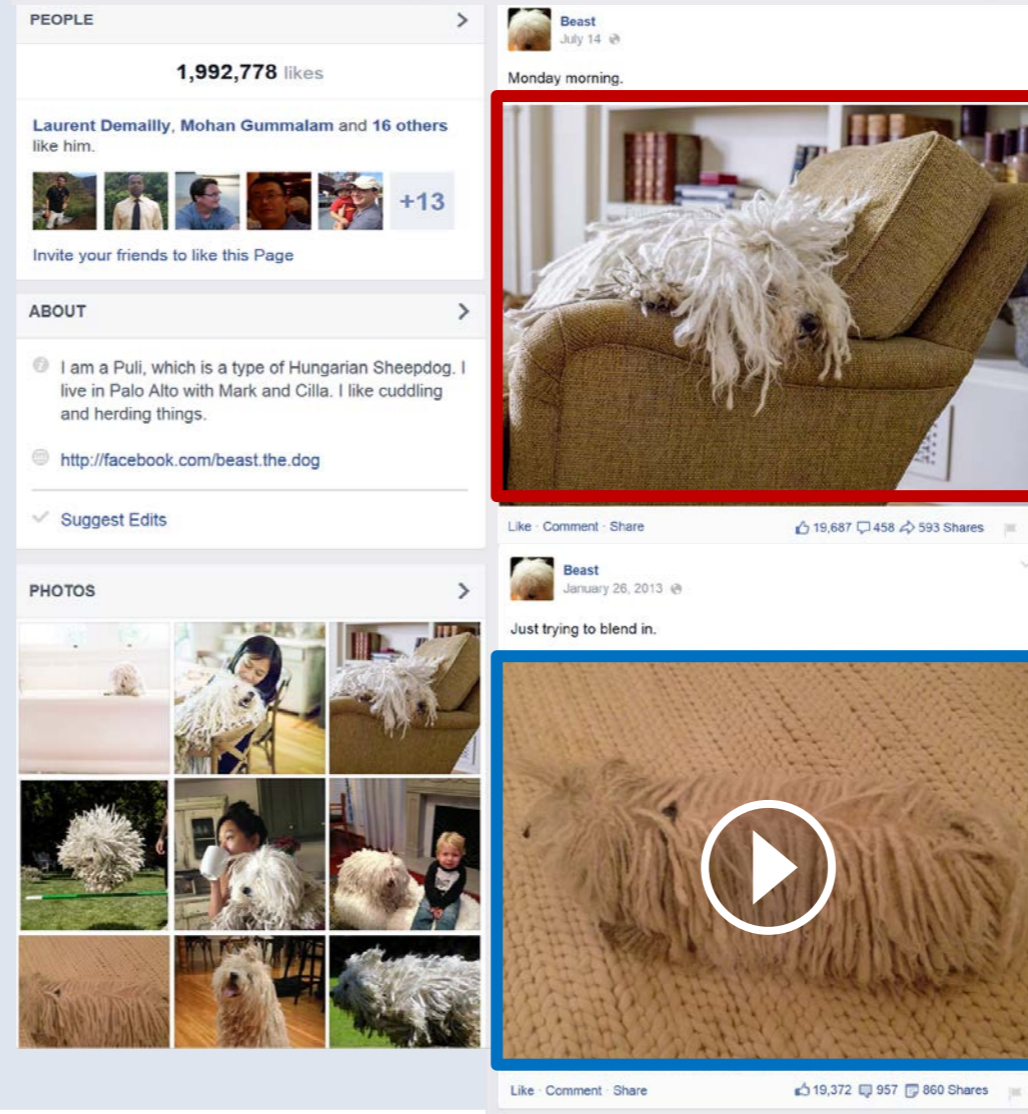 PEOPLE
1,992,778 likes
Laurent Demailly, Mohan Gummalam and 16 others
like him.
+13
Invite your friends to like this Page
ABOUT
I am a Puli, which is a type of Hungarian Sheepdog. I
live in Palo Alto with Mark and Cilla. I like cuddling
and herding things.
http://facebook.com/beast.the.dog
Suggest Edits
PHOTOS
Beast
July 14
Monday morning.
Like · Comment · Share
19,687 458 593 Shares
Beast
January 26, 2013
Just trying to blend in.
Like · Comment · Share
19,372 957 860 Shares